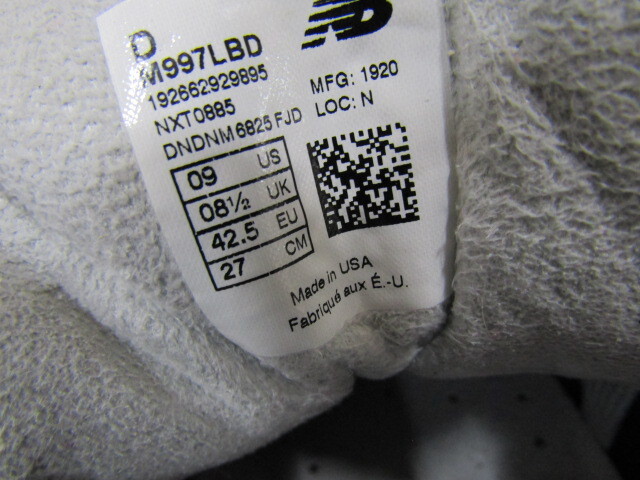 D
NB
M997LBD
192662929895
NXT0885
DNDNM6825 FJD
MFG: 1920
LOC: N
09 US
08½ UK
42.5 EU
27 CM
Made in USA
Fabriqué aux É.-U.